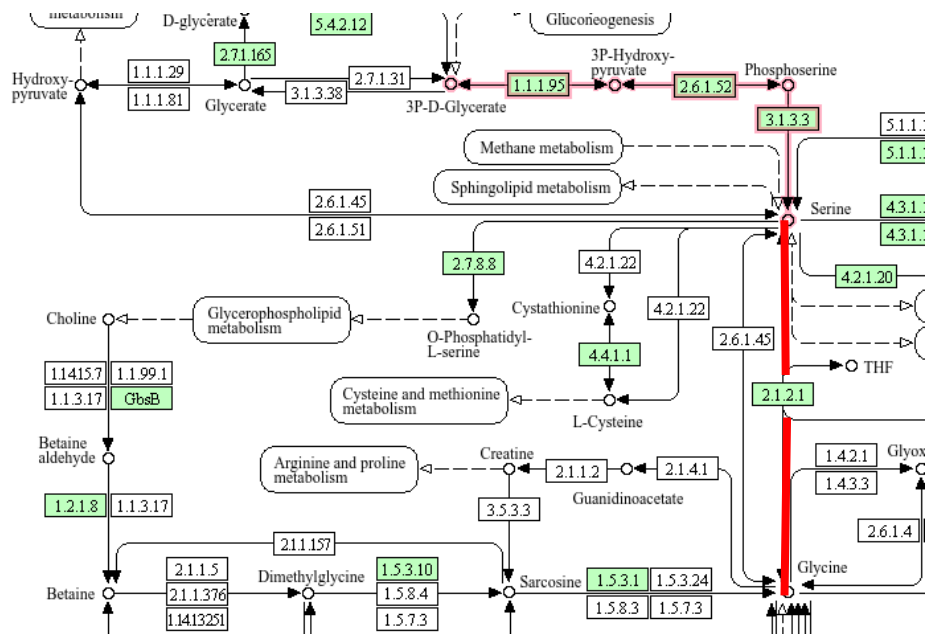 metabolism
D-glycerate
5.4.2.12
Gluconeogenesis
2.7.1.165
1.1.1.29
2.7.1.31
3P-Hydroxy-
pyruvate
Phosphoserine
Hydroxy-
pyruvate
1.1.1.81
Glycerate
3.1.3.38
3P-D-Glycerate
1.1.1.95
2.6.1.52
3.1.3.3
5.1.1.
5.1.1.
Methane metabolism
Sphingolipid metabolism
2.6.1.45
2.6.1.51
Serine
4.3.1.
4.3.1.
2.7.8.8
4.2.1.22
4.2.1.20
Choline
Glycerophospholipid
metabolism
O-Phosphatidyl-
L-serine
Cystathionine
4.2.1.22
2.6.1.45
4.4.1.1
THF
1.14.15.7
1.1.99.1
1.1.3.17
GbsB
Cysteine and methionine
metabolism
L-Cysteine
2.1.2.1
Betaine
aldehyde
Arginine and proline
metabolism
Creatine
2.1.1.2
Guanidinoacetate
2.1.4.1
1.4.2.1
1.4.3.3
Glyox
1.2.1.8
1.1.3.17
3.5.3.3
2.6.1.4
2.1.1.157
Betaine
2.1.1.5
2.1.1.376
1.14.13.251
Dimethylglycine
1.5.3.10
1.5.8.4
1.5.7.3
Sarcosine
1.5.3.1
1.5.3.24
1.5.8.3
1.5.7.3
Glycine